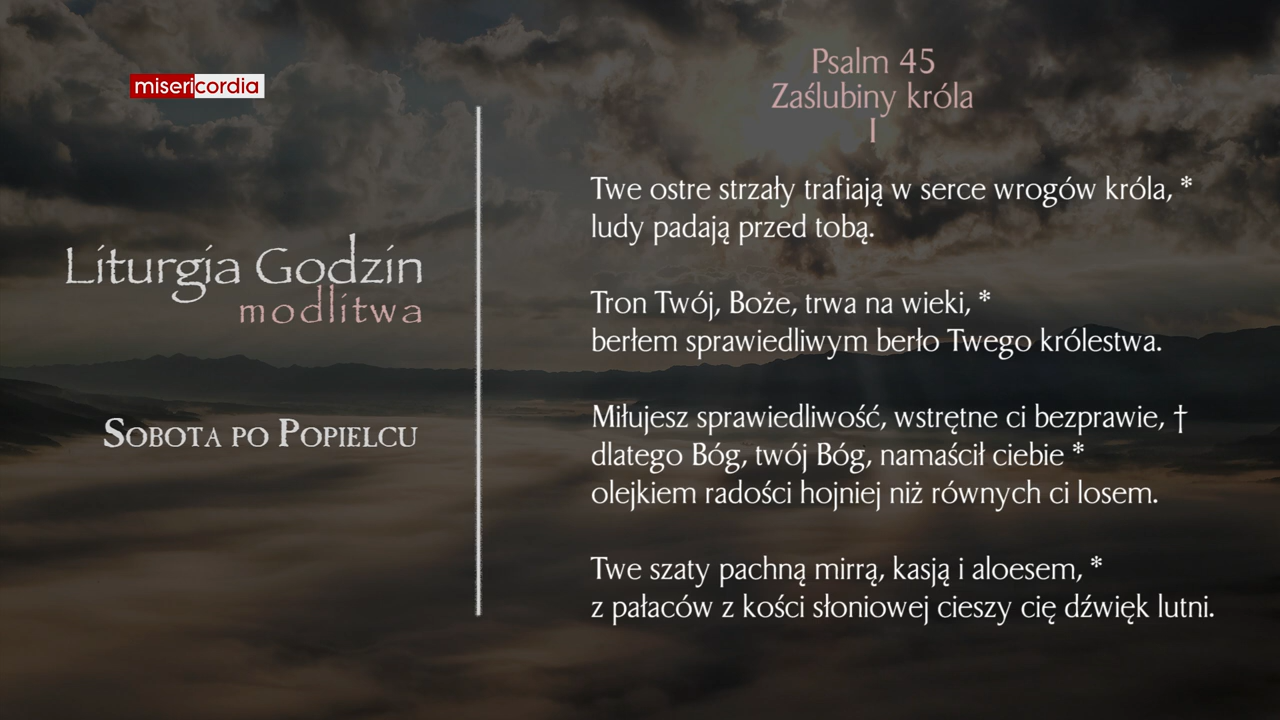 misericordia
Liturgia Godzin
modlitwa
Sobota po Popielcu
Psalm 45
Zaślubiny króla
I
Twe ostre strzały trafiają w serce wrogów króla, *
ludy padają przed tobą.
Tron Twój, Boże, trwa na wieki, *
berłem sprawiedliwym berło Twego królestwa.
Miłujesz sprawiedliwość, wstrętne ci bezprawie, †
dlatego Bóg, twój Bóg, namaścił ciebie *
olejkiem radości hojniej niż równych ci losem.
Twe szaty pachną mirrą, kasją i aloesem, *
z pałaców z kości słoniowej cieszy cię dźwięk lutni.